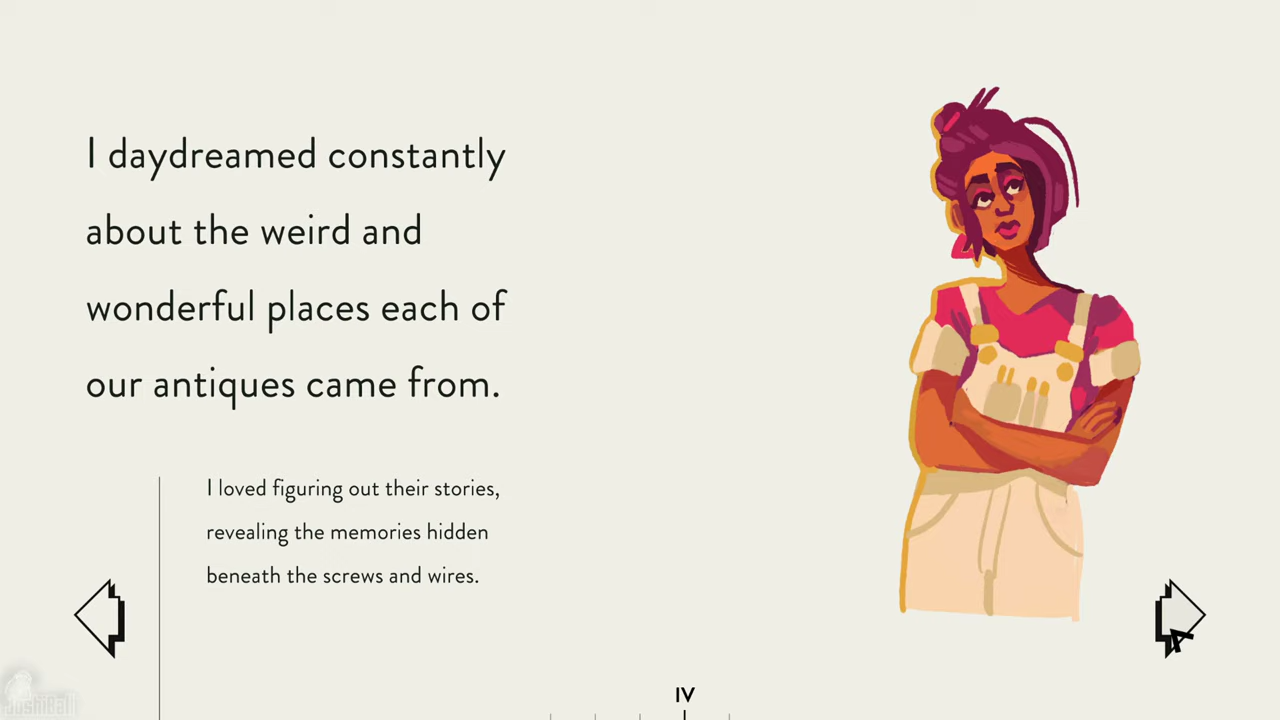 I daydreamed constantly
about the weird and
wonderful places each of
our antiques came from.
I loved figuring out their stories,
revealing the memories hidden
beneath the screws and wires.
IV